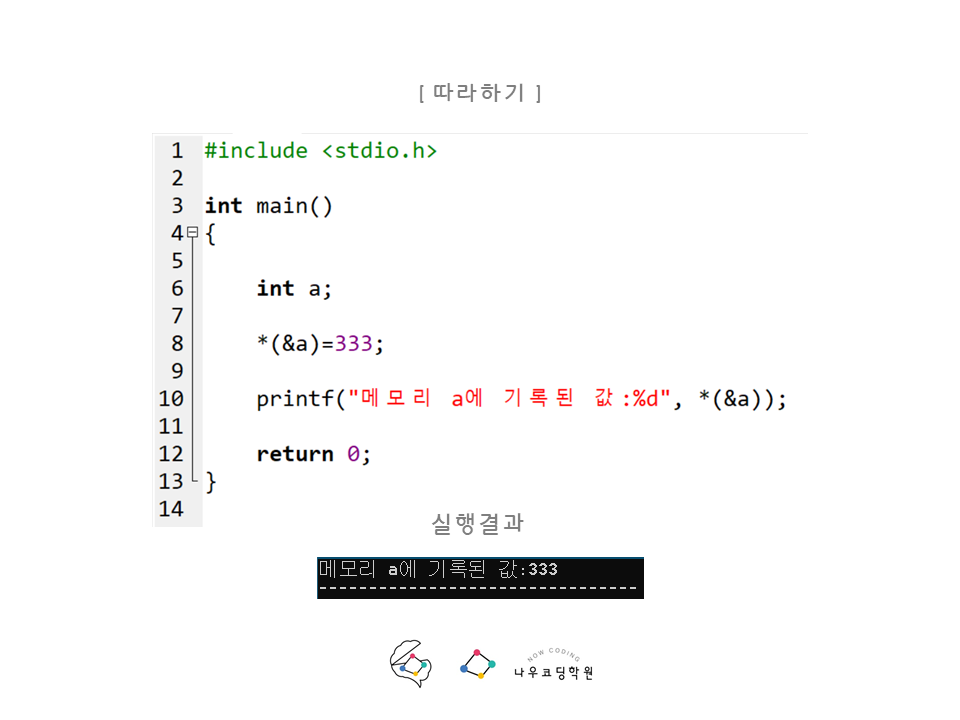 [ 따라하기 ]
1 #include <stdio.h>
2
3 int main()
4 {
5
6 int a;
7
8 *(&a)=333;
9
10 printf("메모리 a에 기록된 값:%d", *(&a));
11
12 return 0;
13 }
14
실행결과
메모리 a에 기록된 값:333
--------------------------------
NOW CODING
나우코딩학원